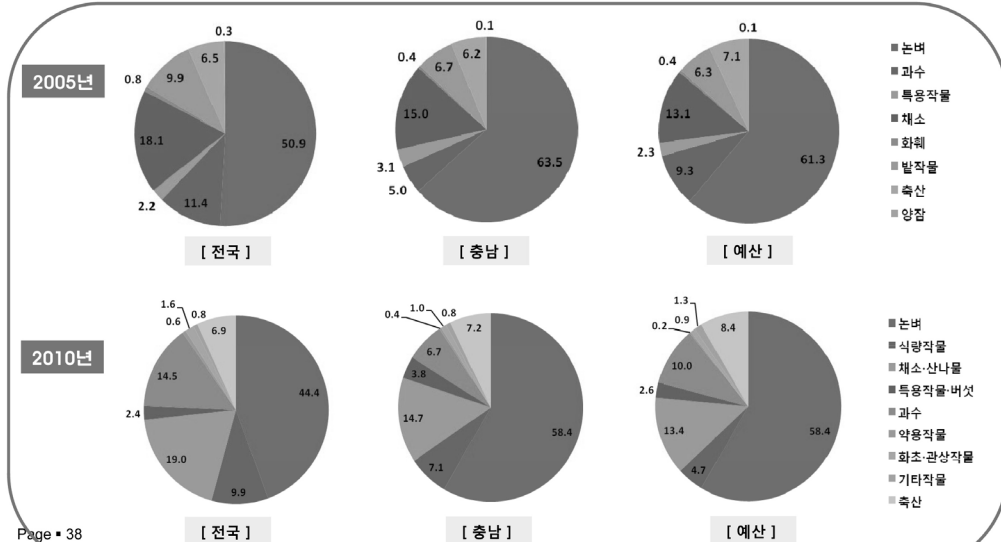 2005년
0.3
6.5
9.9
0.8
18.1
2.2
11.4
50.9
[ 전국 ]
0.1
6.2
6.7
0.4
15.0
3.1
5.0
63.5
[ 충남 ]
0.1
7.1
6.3
0.4
13.1
2.3
9.3
61.3
[ 예산 ]
논벼
과수
특용작물
채소
화훼
밭작물
축산
양잠
2010년
1.6
0.8
0.6
6.9
14.5
2.4
19.0
9.9
44.4
[ 전국 ]
1.0
0.8
0.4
7.2
6.7
3.8
14.7
7.1
58.4
[ 충남 ]
1.3
0.9
0.2
8.4
10.0
2.6
13.4
4.7
58.4
[ 예산 ]
논벼
식량작물
채소·산나물
특용작물·버섯
과수
약용작물
화초·관상작물
기타작물
축산
Page ▪ 38